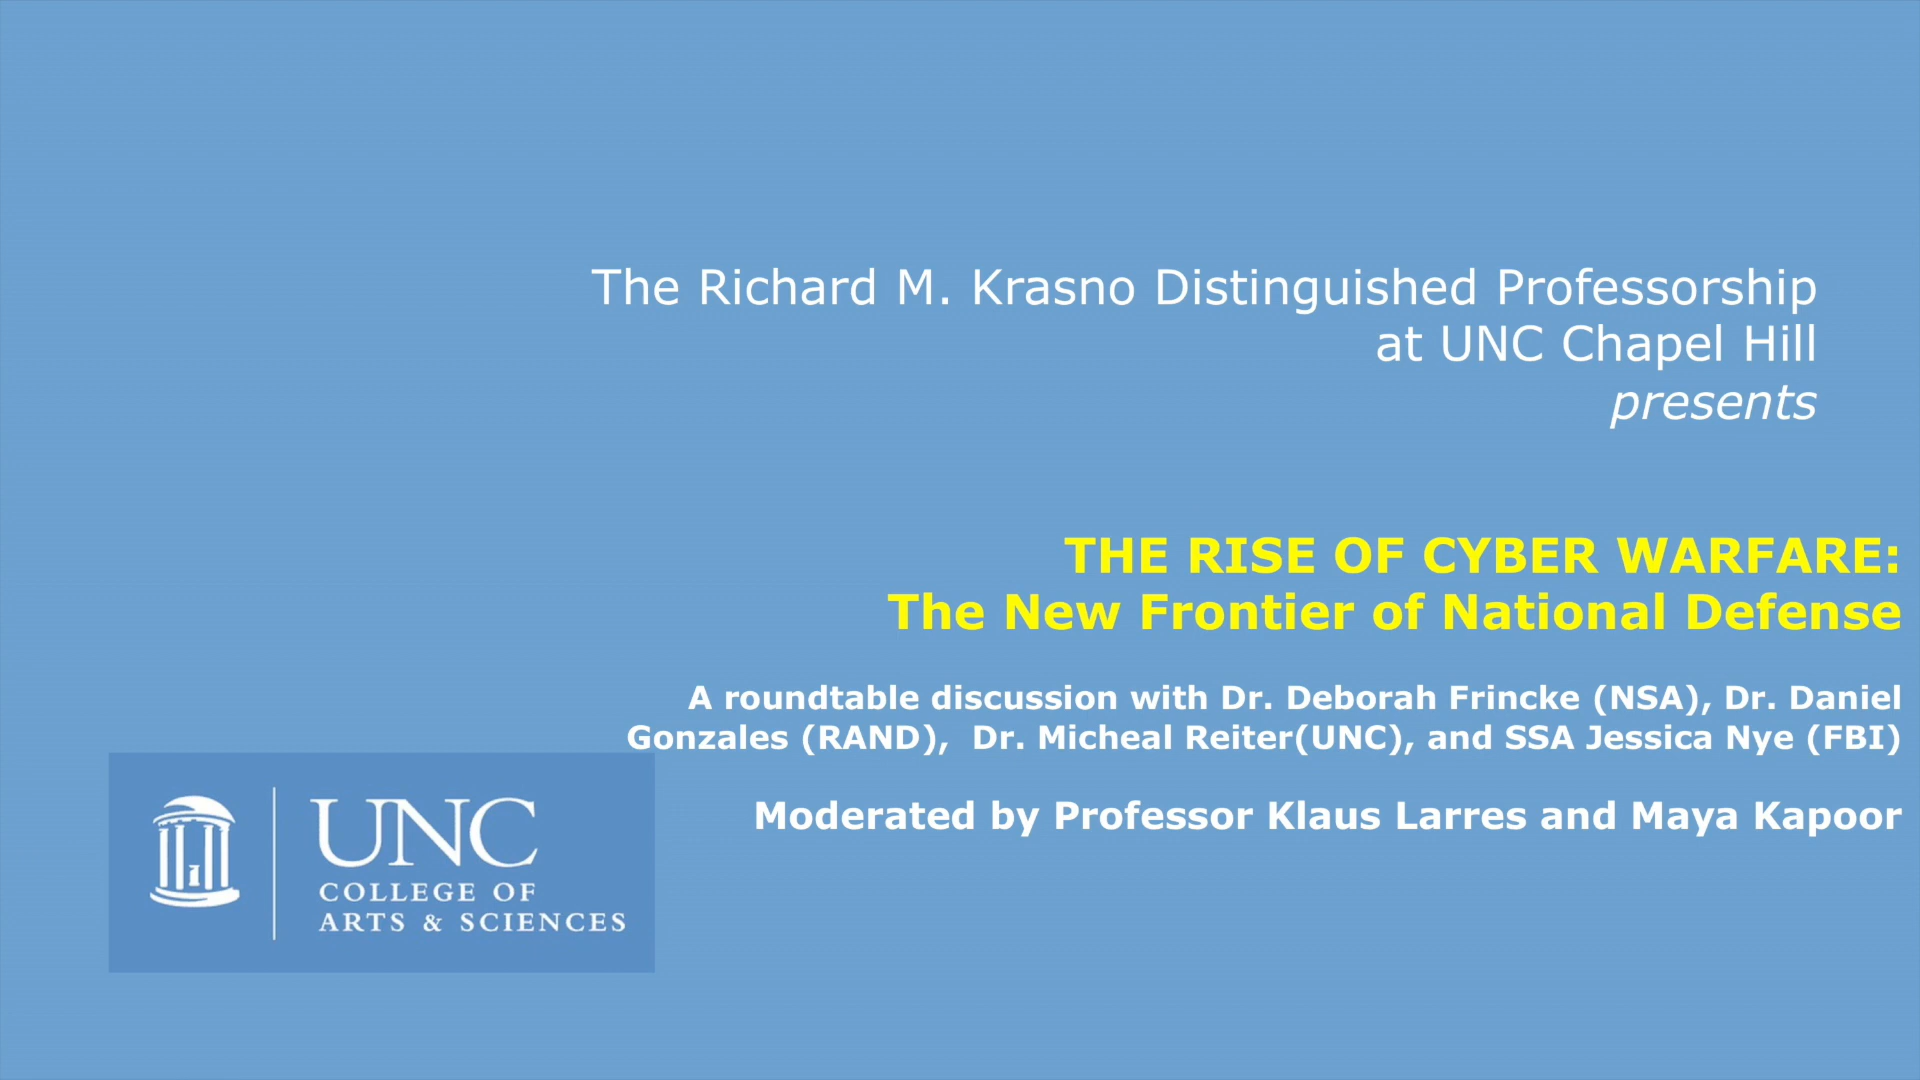 The Richard M. Krasno Distinguished Professorship
at UNC Chapel Hill
presents
THE RISE OF CYBER WARFARE:
The New Frontier of National Defense
A roundtable discussion with Dr. Deborah Frincke (NSA), Dr. Daniel
Gonzales (RAND),  Dr. Micheal Reiter(UNC), and SSA Jessica Nye (FBI)
Moderated by Professor Klaus Larres and Maya Kapoor
UNC
COLLEGE OF
ARTS & SCIENCES